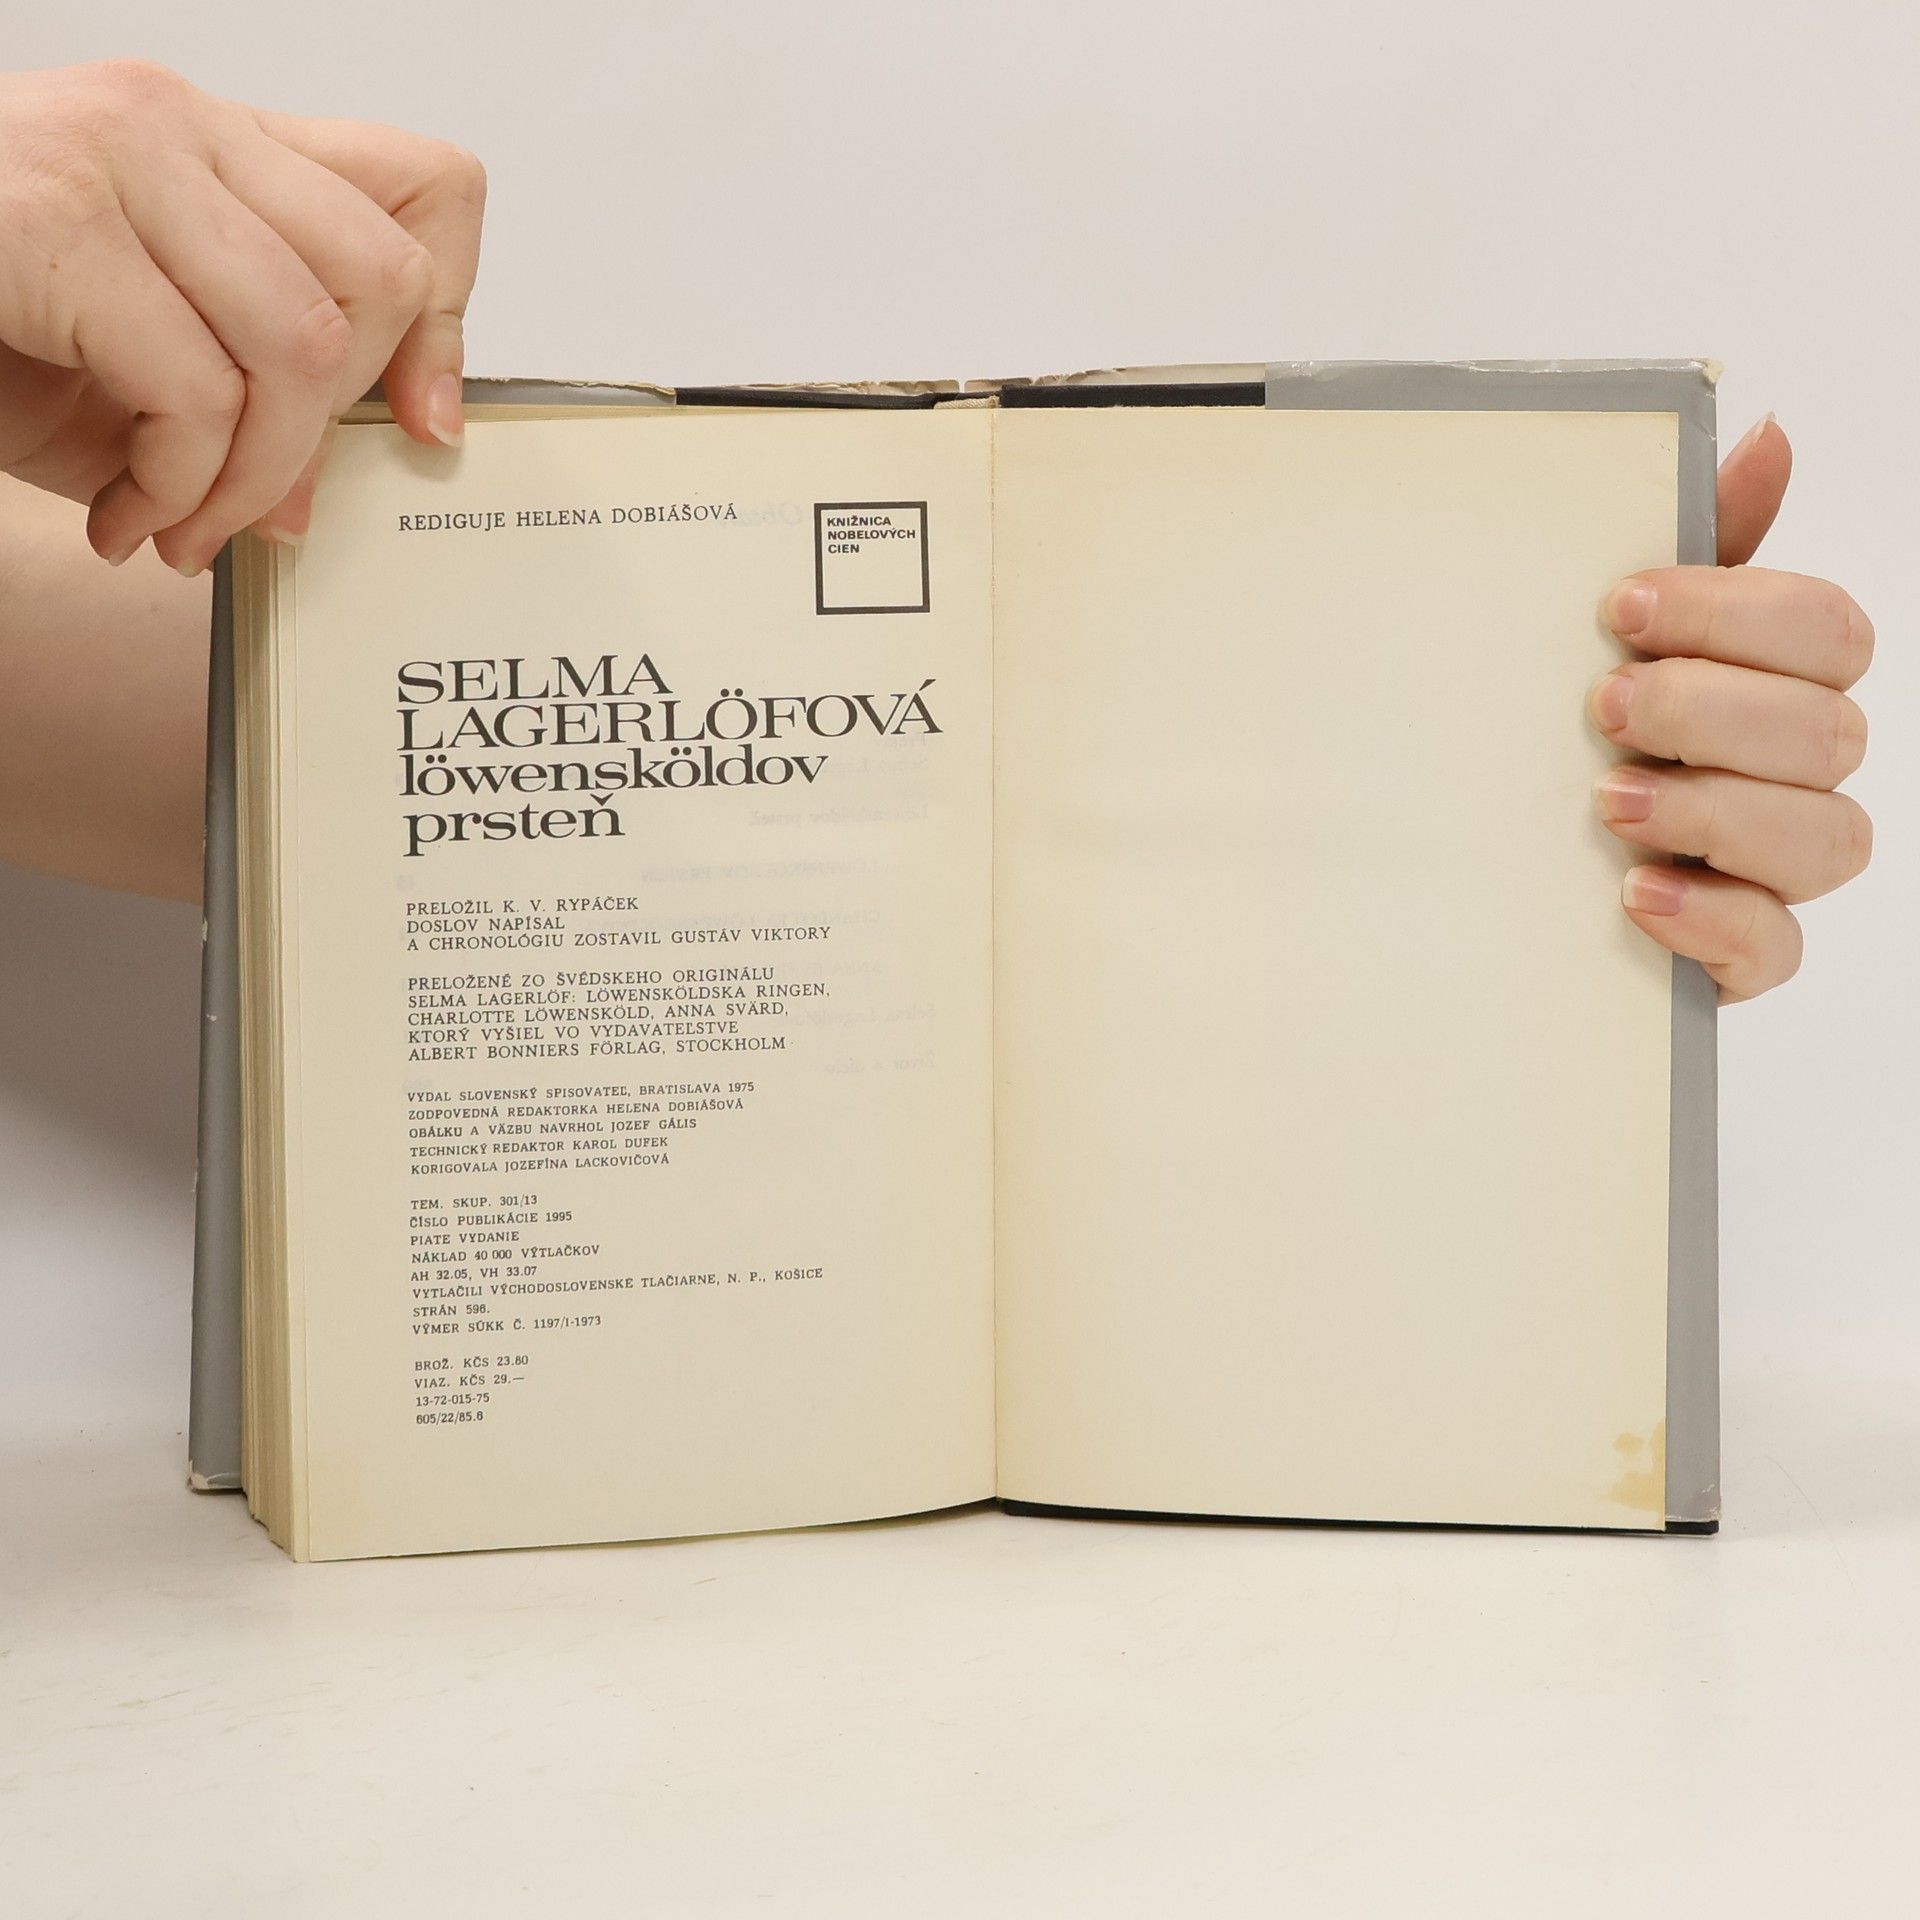 REDIGUJE HELENA DOBIÁŠOVÁ
KNIŽNICA
NOBELOVÝCH
CIEN
SELMA
LAGERLÖFOVÁ
löwensköldov
prsteň
PRELOŽIL K. V. RYPÁČEK
DOSLOV NAPÍSAL
A CHRONOLÓGIU ZOSTAVIL GUSTÁV VIKTORY
PRELOŽENÉ ZO ŠVÉDSKEHO ORIGINÁLU
SELMA LAGERLÖF: LÖWENSKÖLDSKA RINGEN,
CHARLOTTE LÖWENSKÖLD, ANNA SVÄRD,
KTORÝ VYŠIEL VO VYDAVATEĽSTVE
ALBERT BONNIERS FÖRLAG, STOCKHOLM
VYDAL SLOVENSKÝ SPISOVATEĽ, BRATISLAVA 1975
ZODPOVEDNÁ REDAKTORKA HELENA DOBIÁŠOVÁ
OBÁLKU A VÄZBU NAVRHOL JOZEF GÁLIS
TECHNICKÝ REDAKTOR KAROL DUFEK
KORIGOVALA JOZEFÍNA LACKOVIČOVÁ
TEM. SKUP. 301/13
ČÍSLO PUBLIKÁCIE 1995
PIATE VYDANIE
NÁKLAD 40 000 VÝTLAČKOV
AH 32.05, VH 33.07
VYTLAČILI VÝCHODOSLOVENSKÉ TLAČIARNE, N. P., KOŠICE
STRÁN 596.
VÝMER SÚKK Č. 1197/I-1973
BROŽ. KČS 23.80
VIAZ. KČS 29.—
13-72-015-75
605/22/85.6